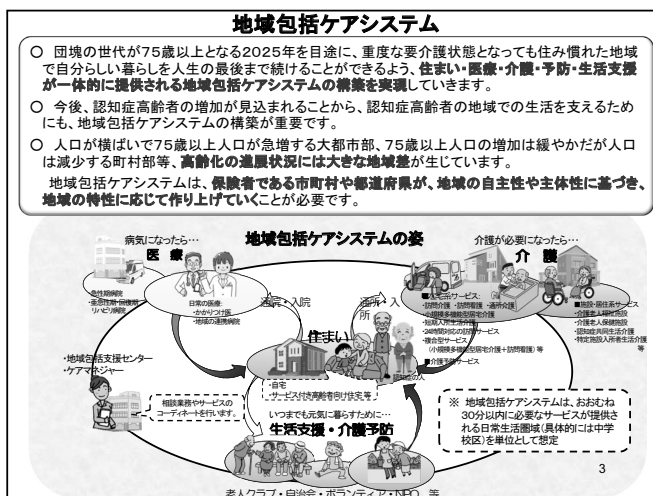 地域包括ケアシステム
○ 団塊の世代が75歳以上となる2025年を目途に、重度な要介護状態となっても住み慣れた地域
で自分らしい暮らしを人生の最後まで続けることができるよう、住まい・医療・介護・予防・生活支援
が一体的に提供される地域包括ケアシステムの構築を実現していきます。
○ 今後、認知症高齢者の増加が見込まれることから、認知症高齢者の地域での生活を支えるため
にも、地域包括ケアシステムの構築が重要です。
○ 人口が横ばいで75歳以上人口が急増する大都市部、75歳以上人口の増加は緩やかだが人口
は減少する町村部等、高齢化の進展状況には大きな地域差が生じています。
地域包括ケアシステムは、保険者である市町村や都道府県が、地域の自主性や主体性に基づき、
地域の特性に応じて作り上げていくことが必要です。
地域包括ケアシステムの姿
病気になったら…
医 療
急性期病院
・亜急性期・回復期
リハビリ病院
日常の医療:
・かかりつけ医
・地域の連携病院
通院・入院
介護が必要になったら…
介 護
■在宅系サービス:
・訪問介護 ・訪問看護 ・通所介護
・小規模多機能型居宅介護
・短期入所生活介護
・24時間対応の訪問サービス
・複合型サービス
(小規模多機能型居宅介護+訪問看護) 等
■介護予防サービス
■施設・居住系サービス
・介護老人福祉施設
・介護老人保健施設
・認知症共同生活介護
・特定施設入所者生活介護
等
通所・入
所
住まい
・自宅
・サービス付き高齢者向け住宅 等
認知症の人
・地域包括支援センター
・ケアマネジャー
相談業務やサービスの
コーディネートを行います。
いつまでも元気に暮らすために…
生活支援・介護予防
老人クラブ・自治会・ボランティア・NPO 等
※ 地域包括ケアシステムは、おおむね
30分以内に必要なサービスが提供さ
れる日常生活圏域(具体的には中学
校区)を単位として想定
3